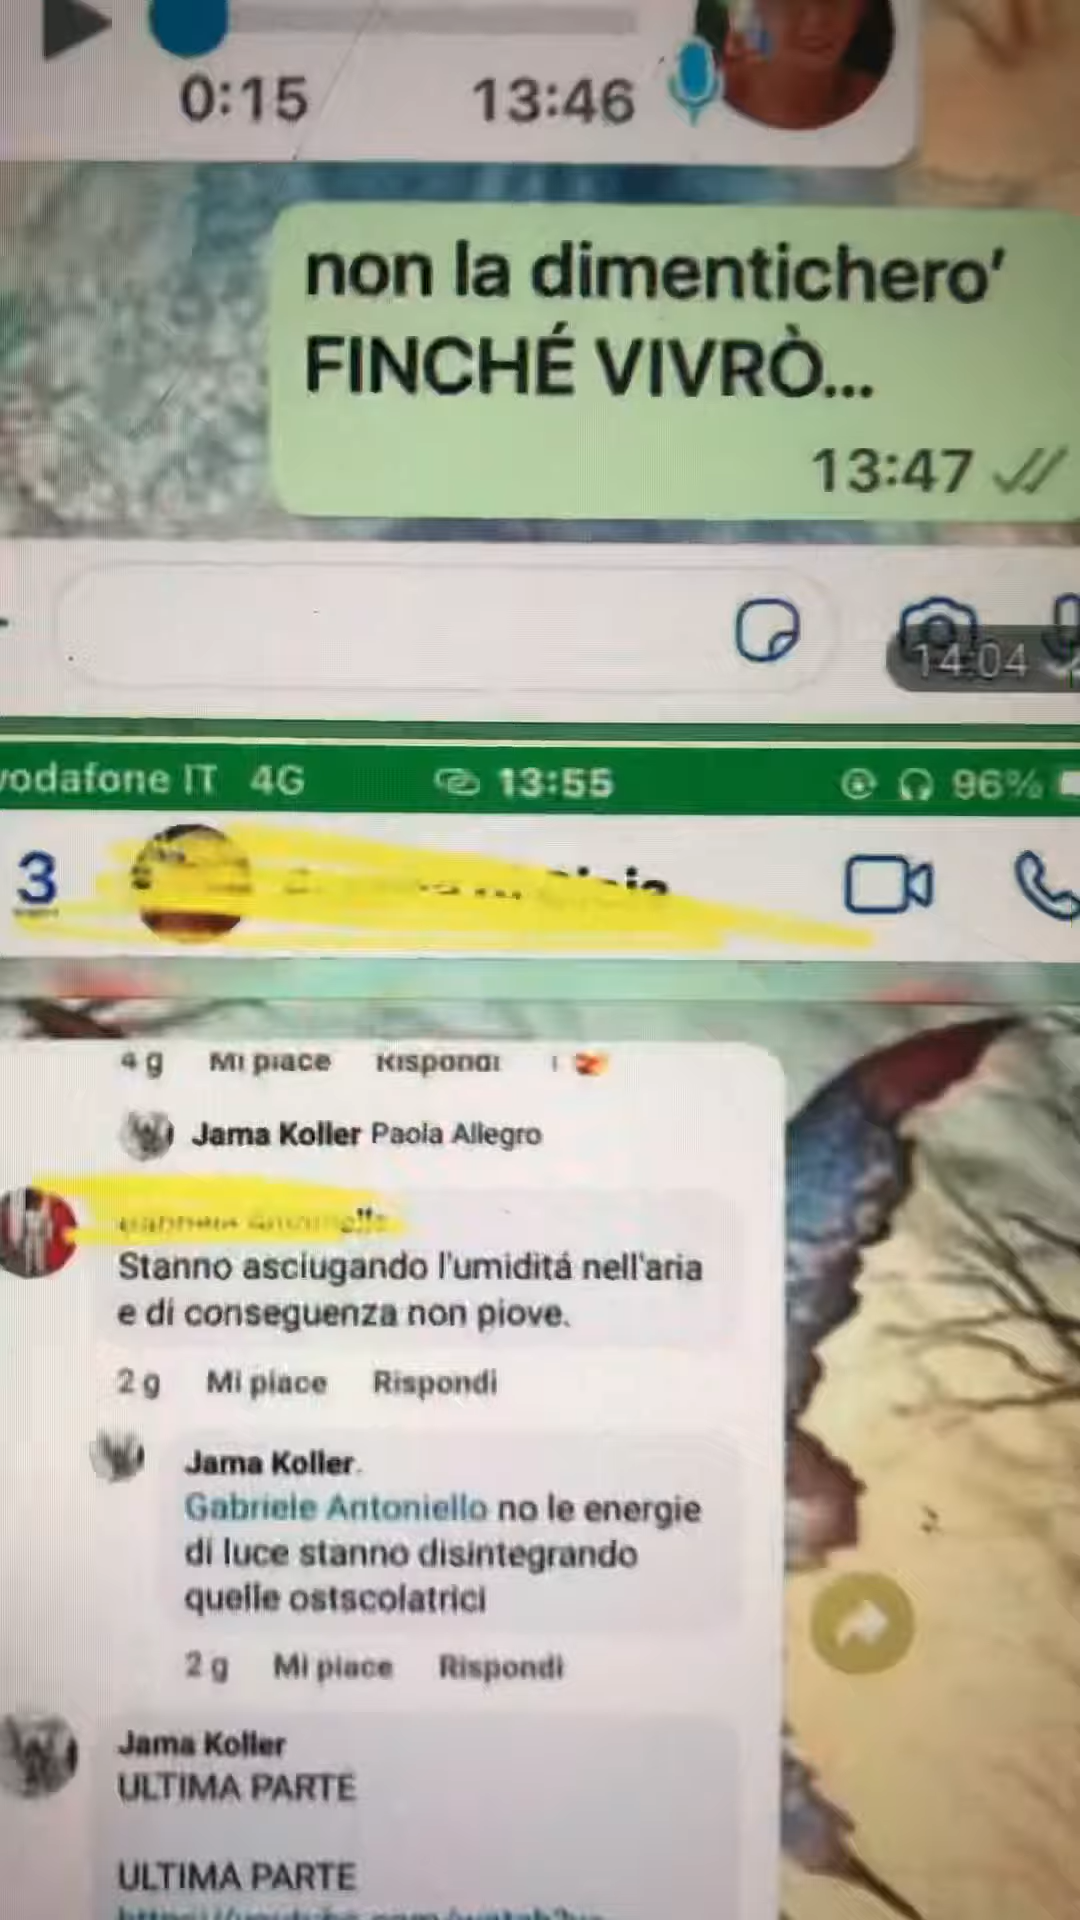 0:15 13:46
non la dimentichero'
FINCHÉ VIVRÒ...
13:47
14:04
vodafone IT 4G 13:55 96%
3
4 g Mi piace Rispondi 1
Jama Koller Paola Allegro
Stanno asciugando l'umiditá nell'aria
e di conseguenza non piove.
2 g Mi piace Rispondi
Jama Koller
Gabriele Antoniello no le energie
di luce stanno disintegrando
quelle ostscolatrici
2 g Mi piace Rispondi
Jama Koller
ULTIMA PARTE
ULTIMA PARTE